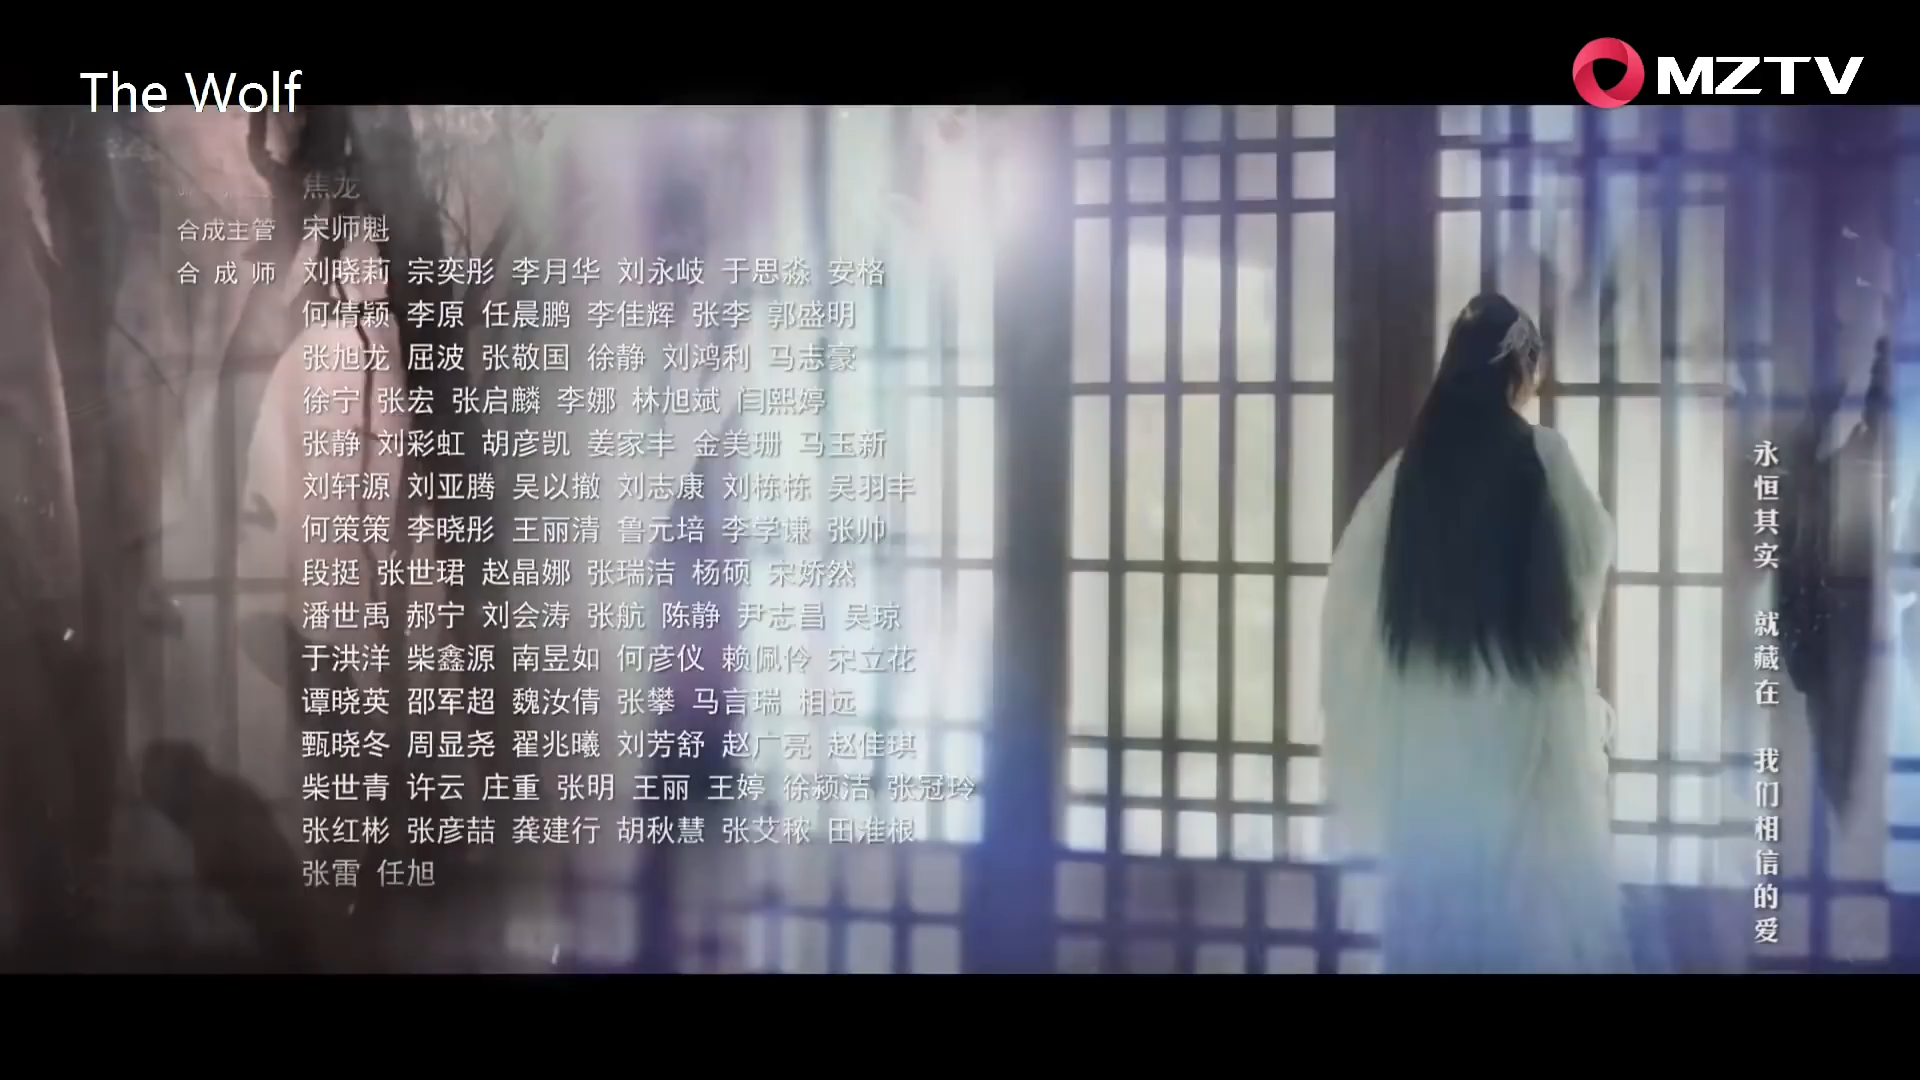 The Wolf
MZTV
焦龙
合成主管 宋师魁
合成师 刘晓莉 宗奕彤 李月华 刘永岐 于思淼 安格
何倩颖 李原 任晨鹏 李佳辉 张李 郭盛明
张旭龙 屈波 张敬国 徐静 刘鸿利 马志豪
徐宁 张宏 张启麟 李娜 林旭斌 闫熙婷
张静 刘彩虹 胡彦凯 姜家丰 金美珊 马玉新
刘轩源 刘亚腾 吴以撤 刘志康 刘栋栋 吴羽丰
何策策 李晓彤 王丽清 鲁元培 李学谦 张帅
段挺 张世珺 赵晶娜 张瑞洁 杨硕 宋娇然
潘世禹 郝宁 刘会涛 张航 陈静 尹志昌 吴琼
于洪洋 柴鑫源 南昱如 何彦仪 赖佩伶 宋立花
谭晓英 邵军超 魏汝倩 张攀 马言瑞 相远
甄晓冬 周显尧 翟兆曦 刘芳舒 赵广亮 赵佳琪
柴世青 许云 庄重 张明 王丽 王婷 徐颍洁 张冠玲
张红彬 张彦喆 龚建行 胡秋慧 张艾秾 田淮根
张雷 任旭
永恒其实 就藏在 我们相信的爱